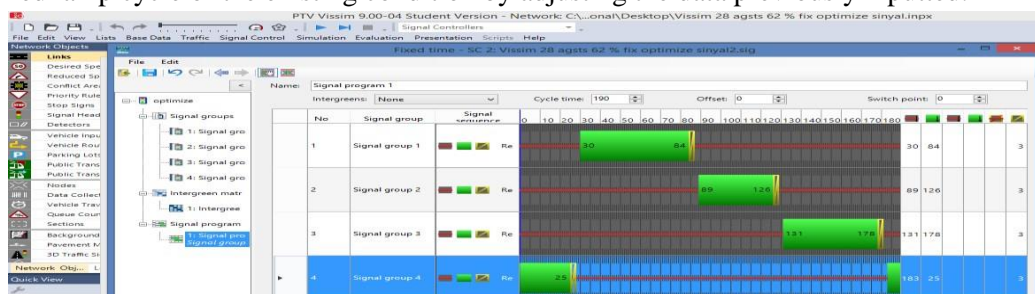 PTV Vissim 9.00-04 Student Version - Network: C:\...onal\Desktop\Vissim 28 agsts 62 % fix optimize sinyal.inpx
Signal Controllers
File Edit View Lists Base Data Traffic Signal Control Simulation Evaluation Presentation Scripts Help
Network Objects
Fixed time - SC 2: Vissim 28 agsts 62 % fix optimize sinyal2.sig
Links
Desired Spe
Reduced Sp
Conflict Are
Priority Rule
Stop Signs
Signal Head
Detectors
Vehicle Inpu
Vehicle Rou
Parking Lots
Public Trans
Public Trans
Nodes
Data Collect
Vehicle Trav
Queue Coun
Sections
Background
Pavement M
3D Traffic Si
Network Obj... L
Quick View
File Edit
optimize
Signal groups
1: Signal gro
2: Signal gro
3: Signal gro
4: Signal gro
Intergreen matr
1: Intergree
Signal program
1: Signal pro
Signal group
Name: Signal program 1
Intergreens: None Cycle time: 190 Offset: 0 Switch point: 0
No Signal group Signal sequence 0 10 20 30 40 50 60 70 80 90 100 110 120 130 140 150 160 170 180
1 Signal group 1 Re 30 84 30 84 3
2 Signal group 2 Re 89 126 89 126 3
3 Signal group 3 Re 131 178 131 178 3
4 Signal group 4 Re 25 183 25 3